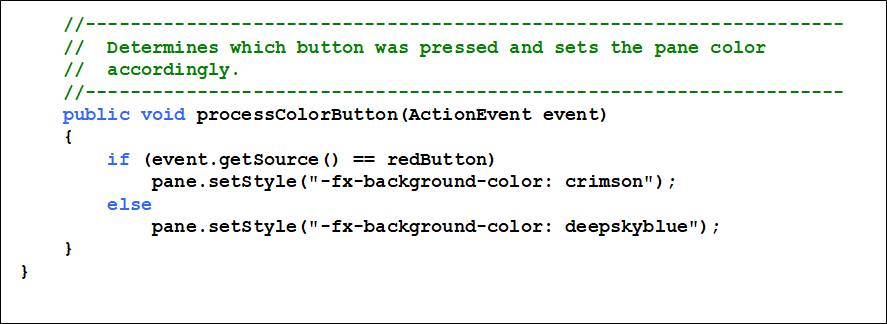 //--------------------------------------------------------------------
//  Determines which button was pressed and sets the pane color
//  accordingly.
//--------------------------------------------------------------------
public void processColorButton(ActionEvent event)
{
if (event.getSource() == redButton)
pane.setStyle("-fx-background-color: crimson");
else
pane.setStyle("-fx-background-color: deepskyblue");
}
}